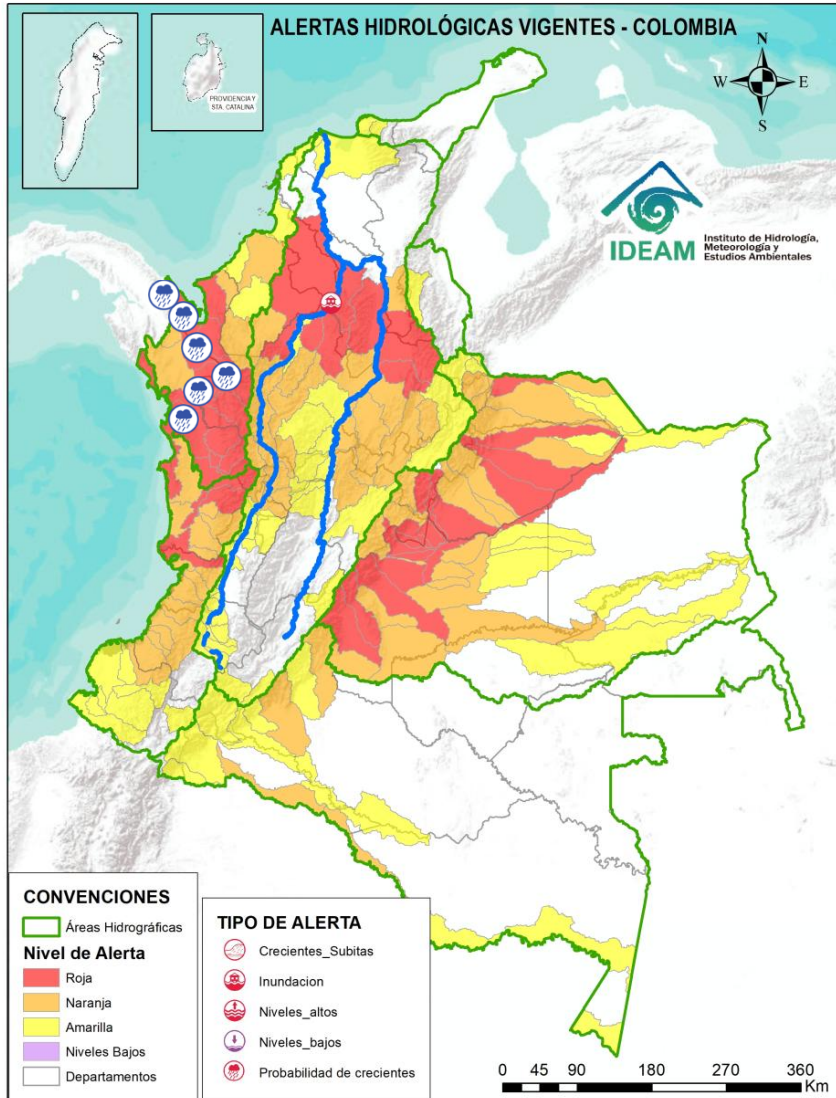 ALERTAS HIDROLÓGICAS VIGENTES - COLOMBIA
PROVIDENCIA Y
STA. CATALINA
N
W
E
S
IDEAM
Instituto de Hidrología,
Meteorología y
Estudios Ambientales
CONVENCIONES
Áreas Hidrográficas
Nivel de Alerta
Roja
Naranja
Amarilla
Niveles Bajos
Departamentos
TIPO DE ALERTA
Crecientes_Subitas
Inundacion
Niveles_altos
Niveles_bajos
Probabilidad de crecientes
0 45 90 180 270 360
Km